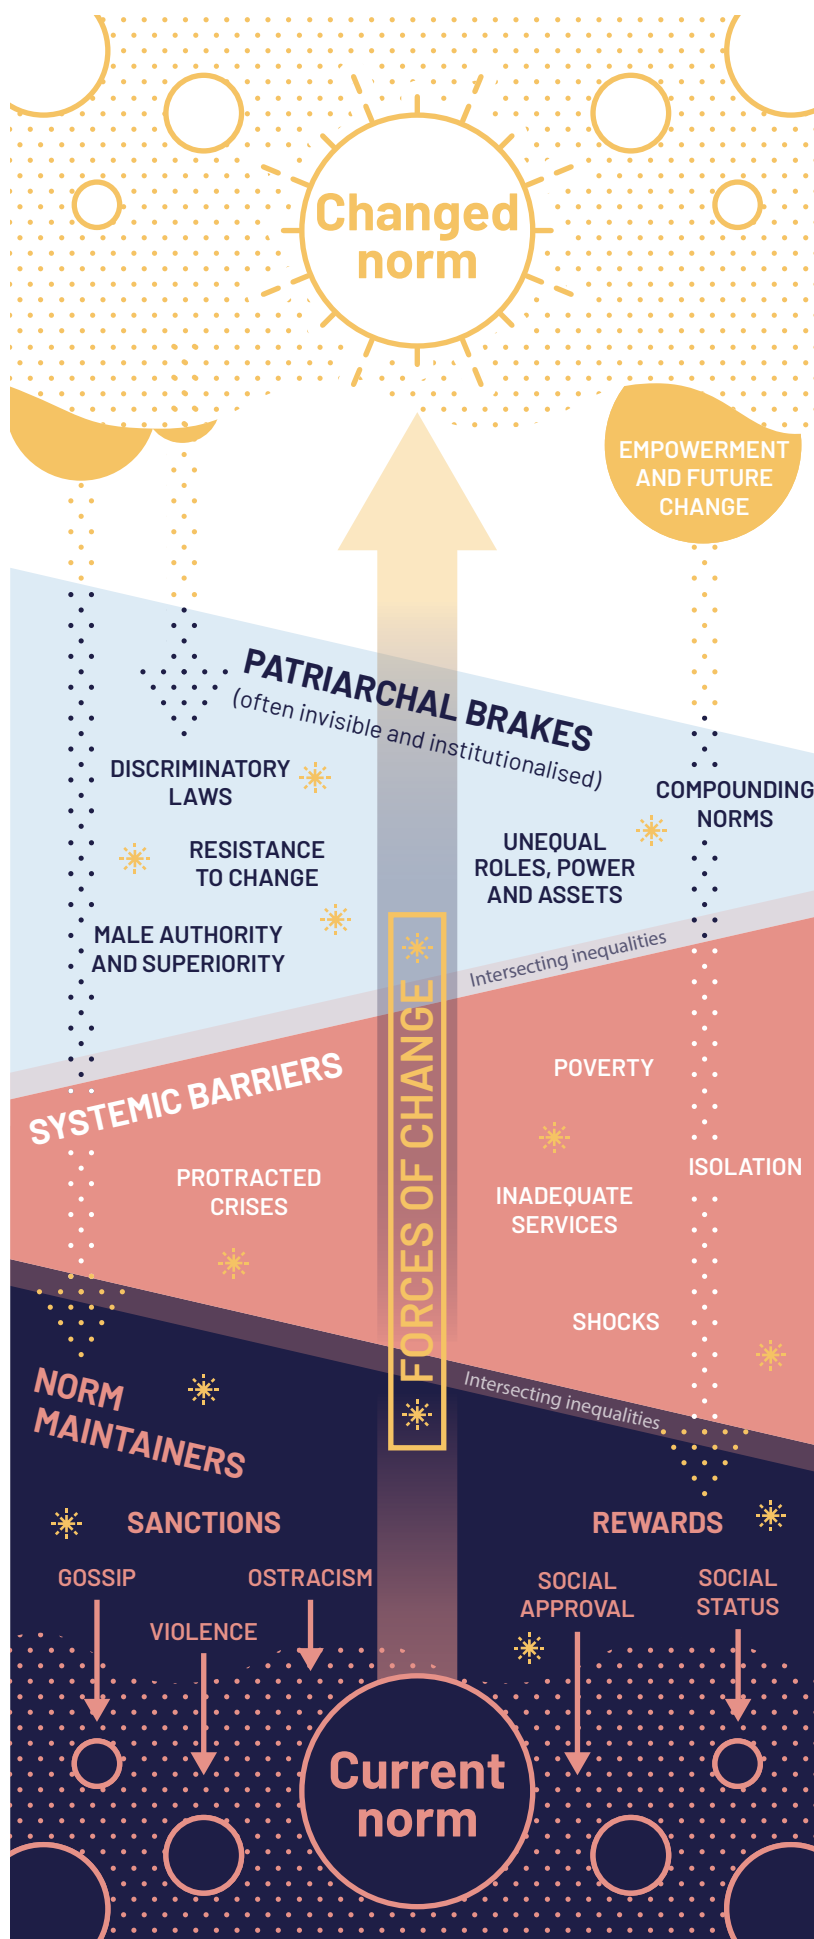 Changed
norm
EMPOWERMENT
AND FUTURE
CHANGE
PATRIARCHAL BRAKES
(often invisible and institutionalised)
DISCRIMINATORY
LAWS
COMPOUNDING
NORMS
RESISTANCE
TO CHANGE
UNEQUAL
ROLES, POWER
AND ASSETS
MALE AUTHORITY
AND SUPERIORITY
Intersecting inequalities
FORCES OF CHANGE
SYSTEMIC BARRIERS
POVERTY
PROTRACTED
CRISES
ISOLATION
INADEQUATE
SERVICES
SHOCKS
Intersecting inequalities
NORM
MAINTAINERS
SANCTIONS
REWARDS
GOSSIP
OSTRACISM
VIOLENCE
SOCIAL
APPROVAL
SOCIAL
STATUS
Current
norm